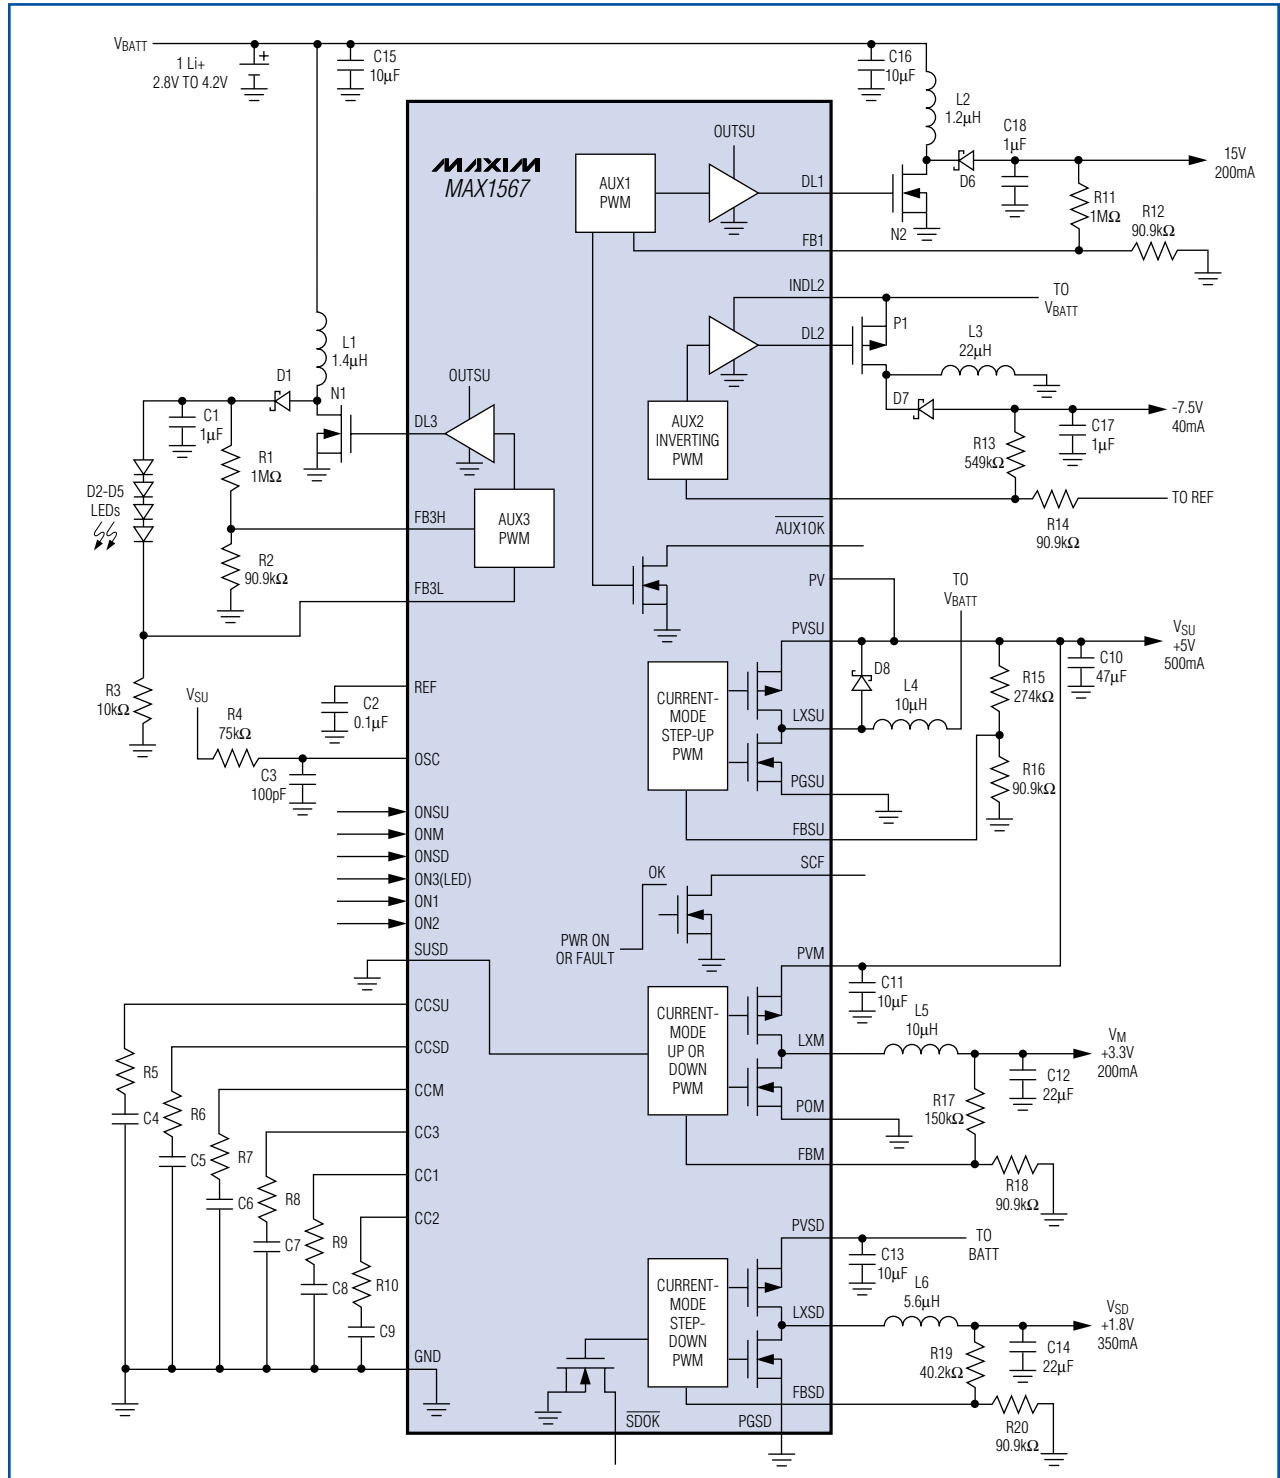 VBATT
1 Li+
2.8V TO 4.2V
+
C15
10µF
C16
10µF
L2
1.2µH
C18
1µF
D6
15V
200mA
R11
1MΩ
R12
90.9kΩ
N2
MAXIM
MAX1567
OUTSU
AUX1
PWM
DL1
FB1
INDL2
TO
VBATT
DL2
P1
L3
22µH
D7
-7.5V
40mA
C17
1µF
R13
549kΩ
R14
90.9kΩ
TO REF
AUX2
INVERTING
PWM
L1
1.4µH
D1
N1
C1
1µF
R1
1MΩ
D2-D5
LEDs
R2
90.9kΩ
R3
10kΩ
OUTSU
DL3
FB3H
AUX3
PWM
FB3L
AUX1OK
PV
TO
VBATT
PVSU
D8
L4
10µH
LXSU
VSU
+5V
500mA
C10
47µF
R15
274kΩ
R16
90.9kΩ
CURRENT-
MODE
STEP-UP
PWM
PGSU
FBSU
REF
C2
0.1µF
VSU
R4
75kΩ
C3
100pF
OSC
ONSU
ONM
ONSD
ON3(LED)
ON1
ON2
SUSD
SCF
OK
PWR ON
OR FAULT
PVM
C11
10µF
L5
10µH
LXM
VM
+3.3V
200mA
C12
22µF
R17
150kΩ
R18
90.9kΩ
CURRENT-
MODE
UP OR
DOWN
PWM
POM
FBM
CCSU
CCSD
CCM
CC3
CC1
CC2
R5
C4
R6
C5
R7
C6
R8
C7
R9
C8
R10
C9
GND
PVSD
TO
BATT
C13
10µF
L6
5.6µH
LXSD
VSD
+1.8V
350mA
C14
22µF
R19
40.2kΩ
R20
90.9kΩ
CURRENT-
MODE
STEP-
DOWN
PWM
FBSD
SDOK
PGSD